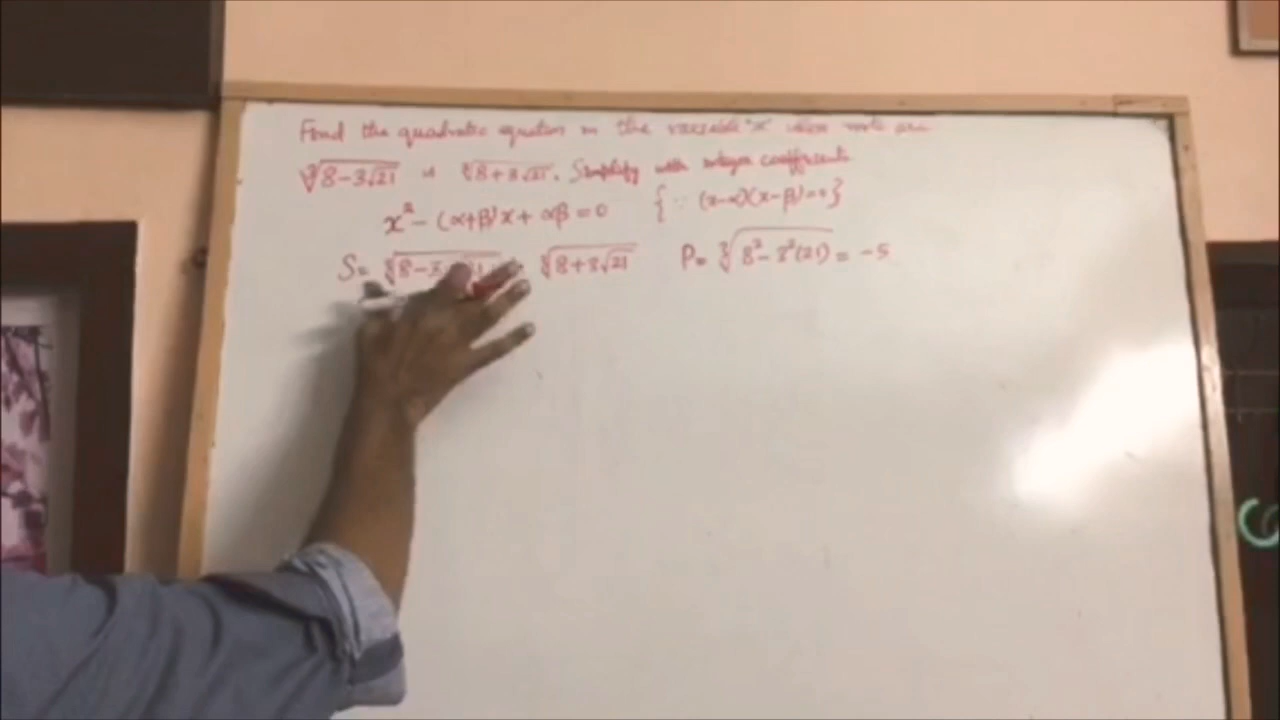 Find the quadratic equation in the variable 'x' when roots are
∛(8-3√21) & ∛(8+3√21). Simplify with integer coefficients
x² - (α+β)x + αβ = 0 {∵ (x-α)(x-β)=0}
S = ∛(8-3√21) + ∛(8+3√21) P = ∛(8²-3²(21)) = -5